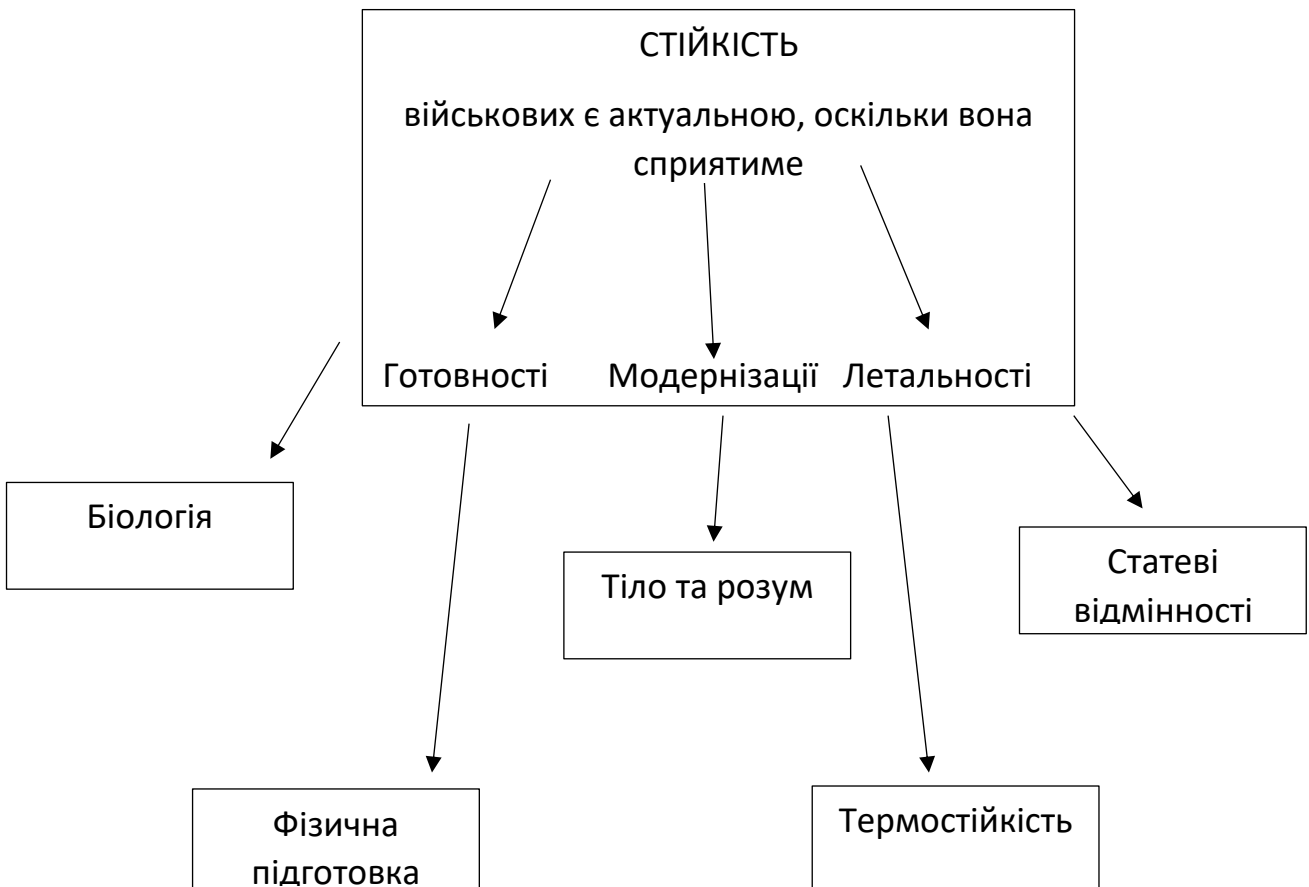 СТІЙКІСТЬ
військових є актуальною, оскільки вона
сприятиме
Готовності Модернізації Летальності
Біологія
Тіло та розум
Статеві
відмінності
Фізична
підготовка
Термостійкість